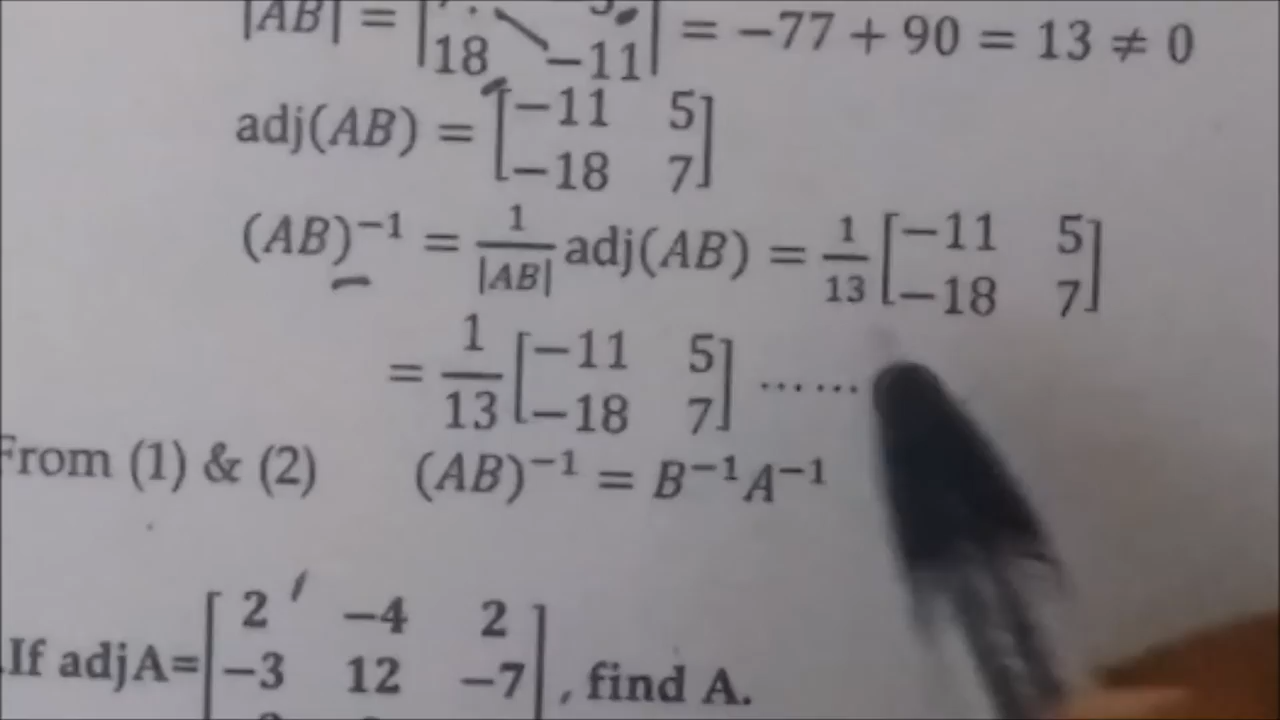 |AB| = | 18 −11 | = −77 + 90 = 13 ≠ 0
adj(AB) = [−11 5
−18 7]
(AB)−1 = 1/|AB| adj(AB) = 1/13 [−11 5
−18 7]
= 1/13 [−11 5
−18 7] ......
From (1) & (2) (AB)−1 = B−1A−1
.If adjA=[2 −4 2
−3 12 −7] , find A.